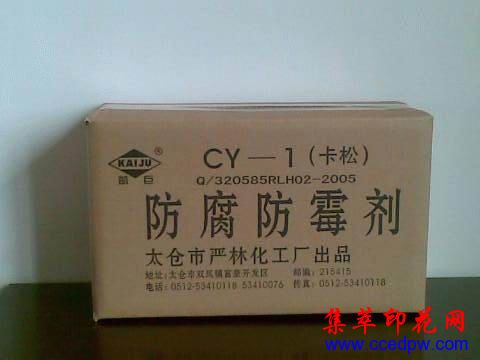 KAIJU
®
凯巨
CY—1(卡松)
Q/320585RLH02-2005
防腐防霉剂
太仓市严林化工厂出品
地址:太仓市双凤镇富豪开发区 邮编:215415
电话:0512-53410118 53410076 传真:0512-53410118
集萃印花网
www.ccedpw.com